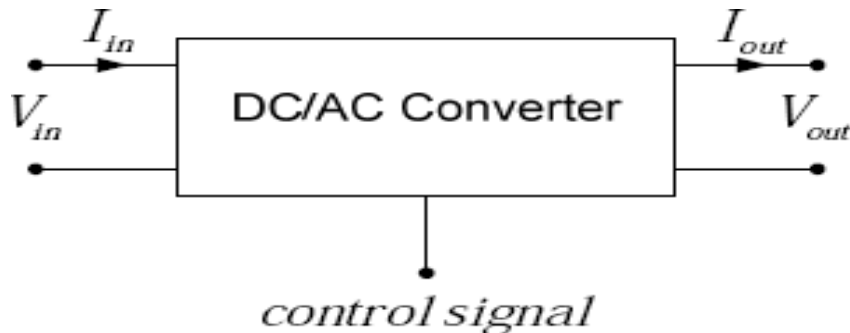 I_in I_out
DC/AC Converter
V_in V_out
control signal